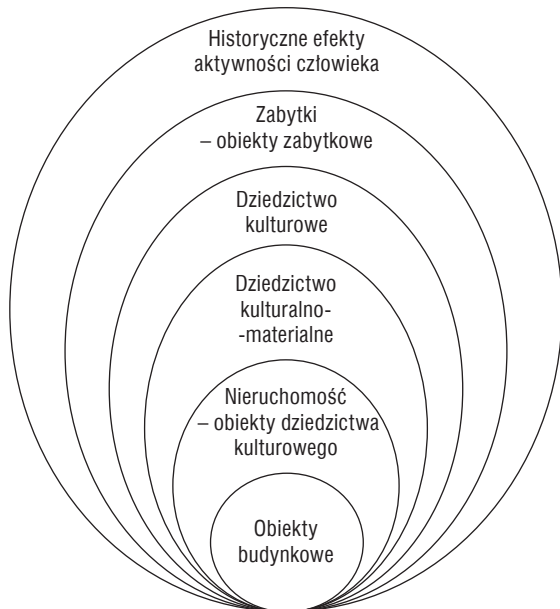 Historyczne efekty
aktywności człowieka
Zabytki
– obiekty zabytkowe
Dziedzictwo
kulturowe
Dziedzictwo
kulturalno-
-materialne
Nieruchomość
– obiekty dziedzictwa
kulturowego
Obiekty
budynkowe